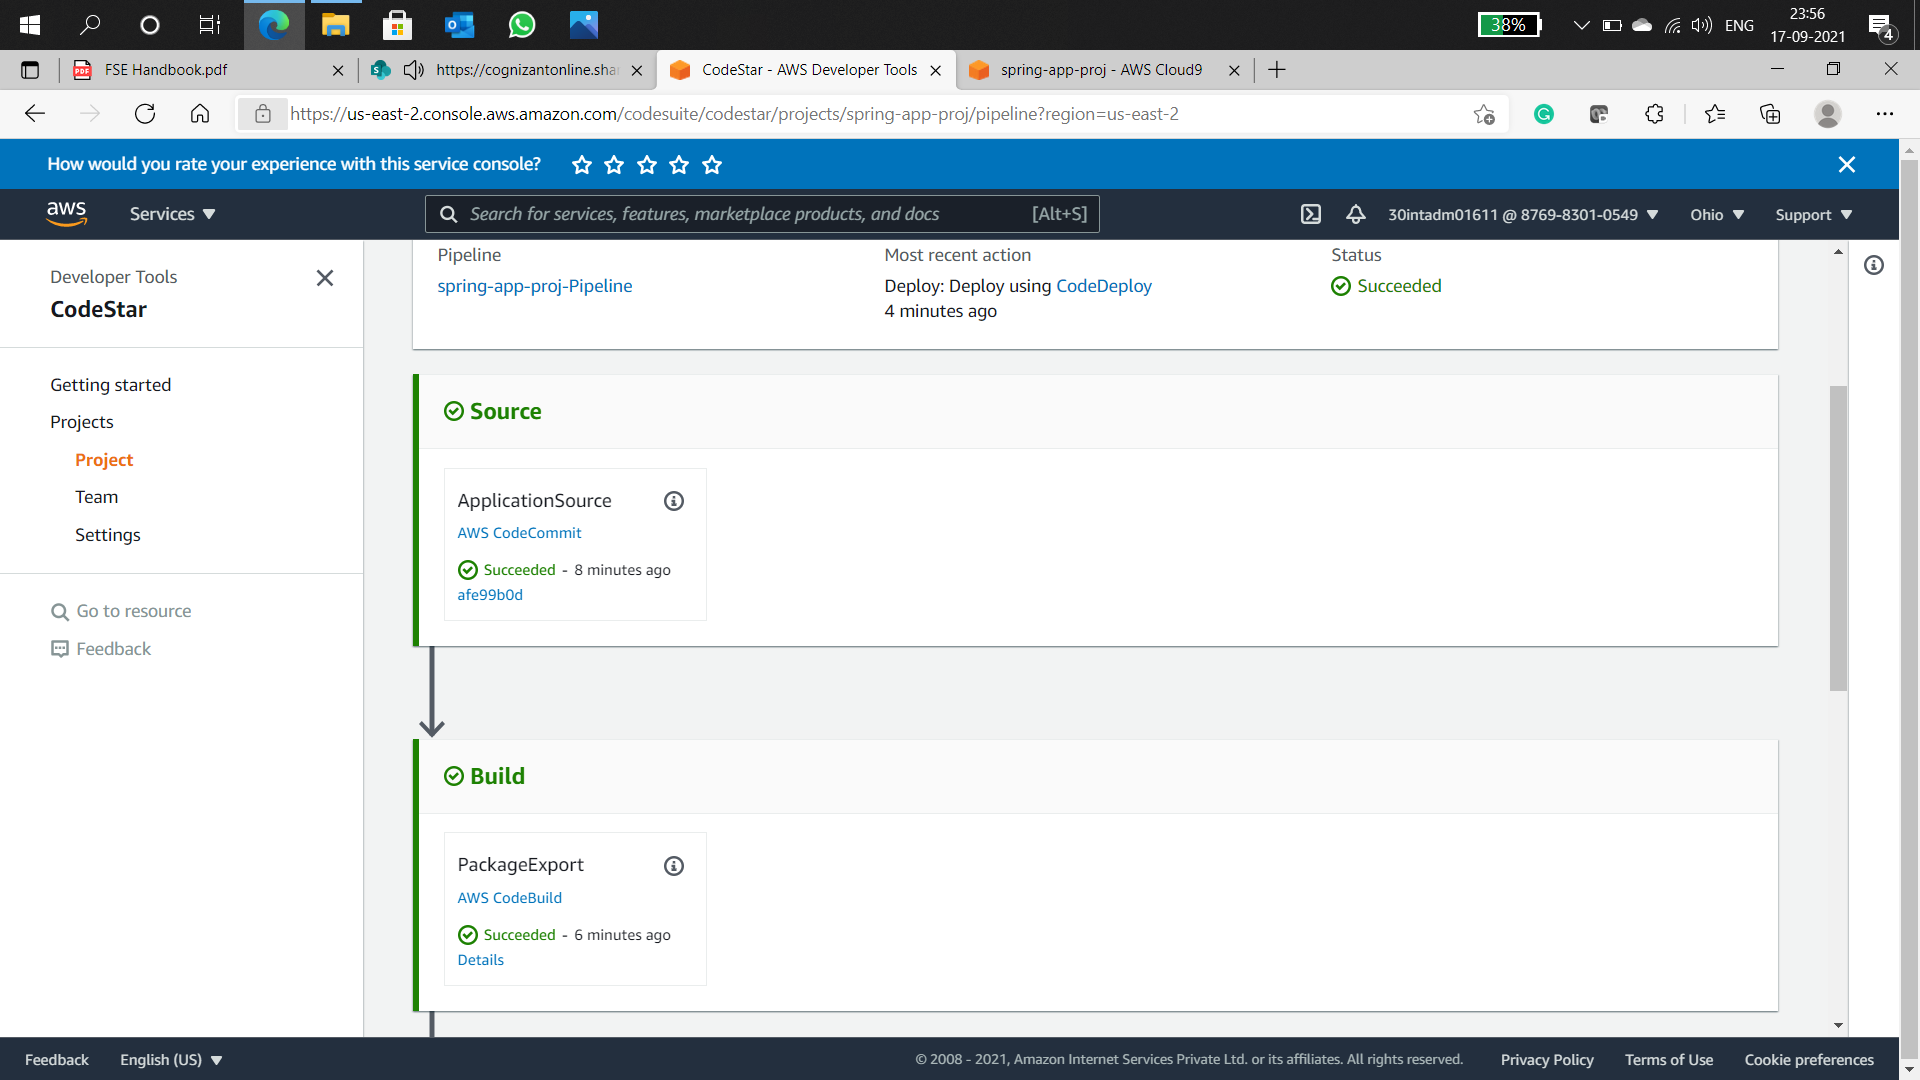 38%
ENG
23:56
17-09-2021
4
FSE Handbook.pdf
https://cognizantonline.sha
CodeStar - AWS Developer Tools
spring-app-proj - AWS Cloud9
https://us-east-2.console.aws.amazon.com/codesuite/codestar/projects/spring-app-proj/pipeline?region=us-east-2
How would you rate your experience with this service console?
aws
Services
Search for services, features, marketplace products, and docs
[Alt+S]
30intadm01611 @ 8769-8301-0549
Ohio
Support
Developer Tools
CodeStar
Getting started
Projects
Project
Team
Settings
Go to resource
Feedback
Pipeline
spring-app-proj-Pipeline
Most recent action
Deploy: Deploy using CodeDeploy
4 minutes ago
Status
Succeeded
Source
ApplicationSource
AWS CodeCommit
Succeeded - 8 minutes ago
afe99b0d
Build
PackageExport
AWS CodeBuild
Succeeded - 6 minutes ago
Details
Feedback
English (US)
© 2008 - 2021, Amazon Internet Services Private Ltd. or its affiliates. All rights reserved.
Privacy Policy
Terms of Use
Cookie preferences